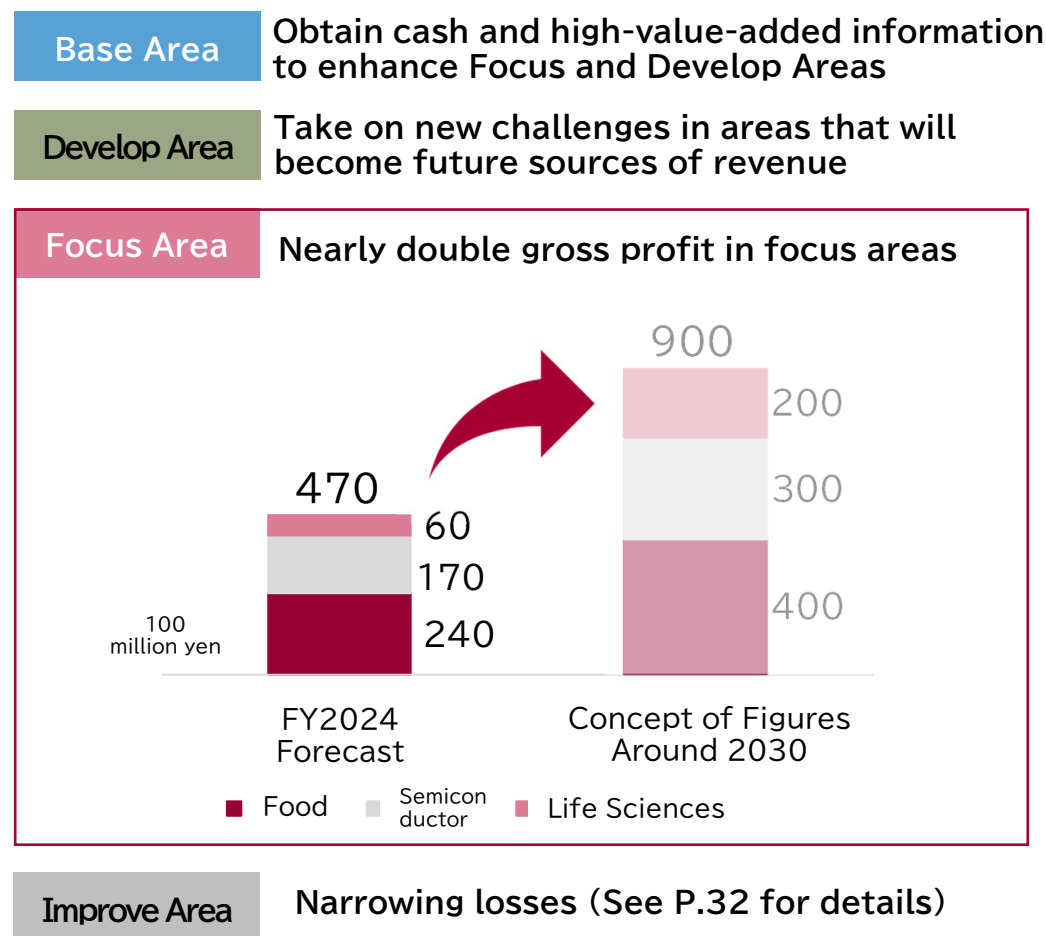 Base Area
Obtain cash and high-value-added information
to enhance Focus and Develop Areas
Develop Area
Take on new challenges in areas that will
become future sources of revenue
Focus Area
Nearly double gross profit in focus areas
900
200
300
400
470
60
170
240
100
million yen
FY2024
Forecast
Concept of Figures
Around 2030
Food
Semicon
ductor
Life Sciences
Improve Area
Narrowing losses (See P.32 for details)